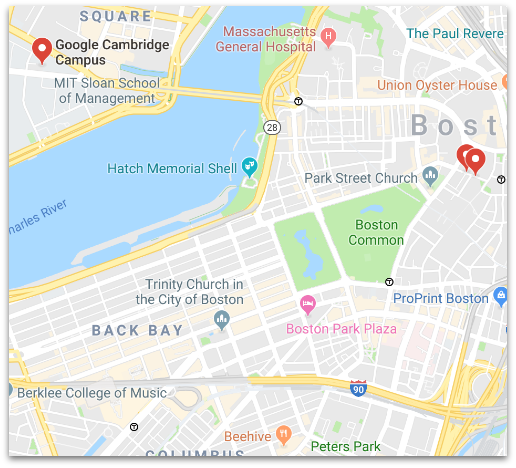 SQUARE
Massachusetts
General Hospital
H
The Paul Revere
Google Cambridge
Campus
MIT Sloan School
of Management
Union Oyster House
T
28
Bost
Hatch Memorial Shell
Park Street Church
T
harles River
Boston
Common
T
Trinity Church in
the City of Boston
ProPrint Boston
BACK BAY
Boston Park Plaza
90
Berklee College of Music
T
Beehive
Peters Park
COLUMBUS